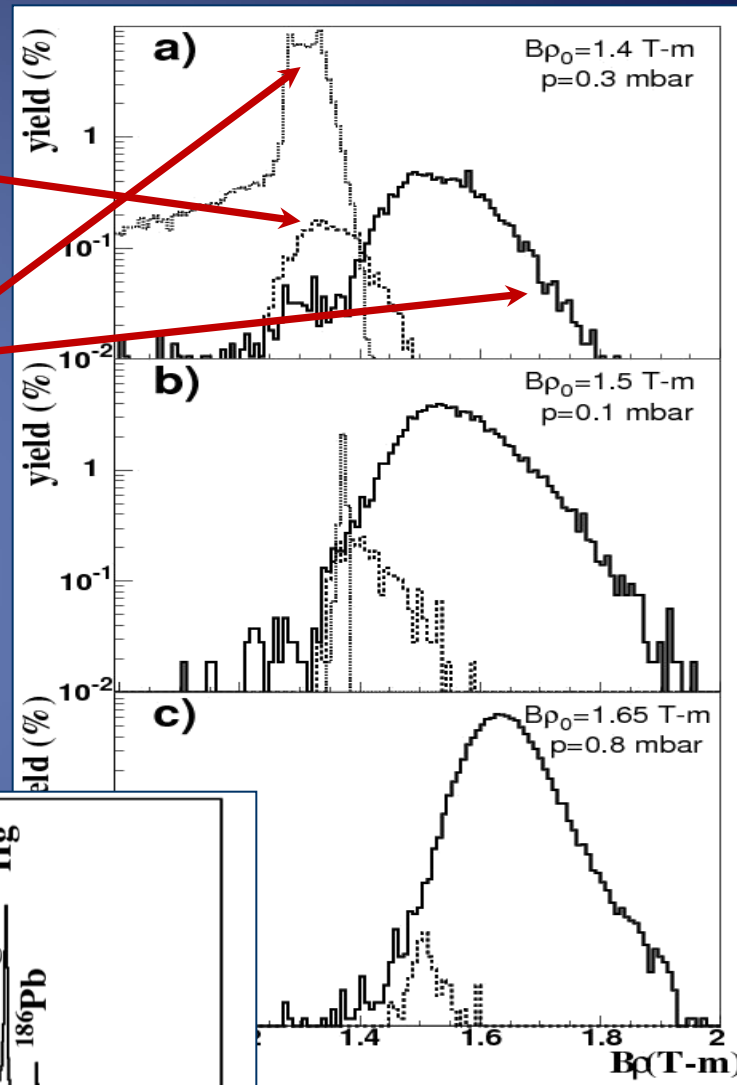 a)
Bρ₀=1.4 T-m
p=0.3 mbar
yield (%)
1
10⁻¹
10⁻²
b)
Bρ₀=1.5 T-m
p=0.1 mbar
yield (%)
1
10⁻¹
10⁻²
c)
Bρ₀=1.65 T-m
p=0.8 mbar
(%)
¹⁸⁶Pb
1.4 1.6 1.8 2
Bρ(T-m)